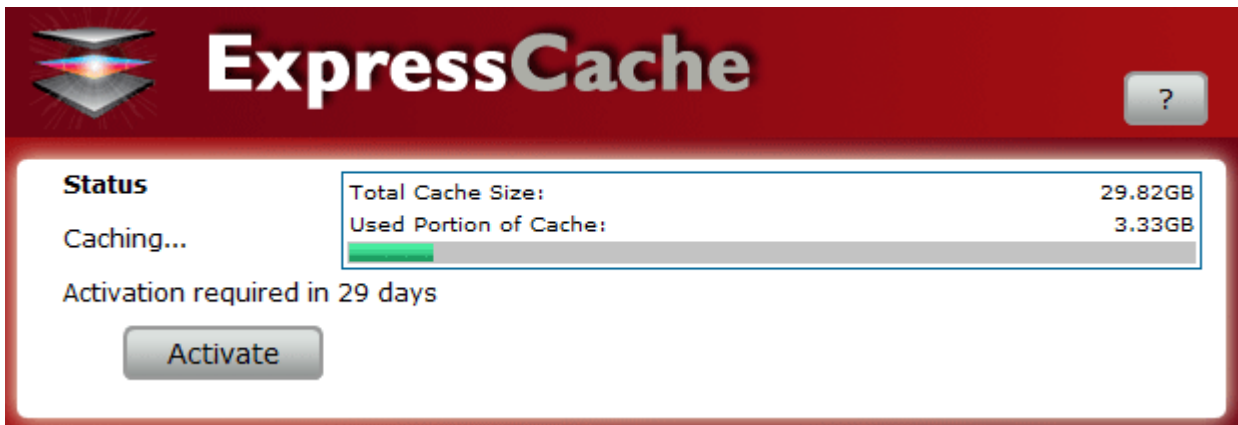 ExpressCache
?
Status
Total Cache Size: 29.82GB
Used Portion of Cache: 3.33GB
Caching...
Activation required in 29 days
Activate